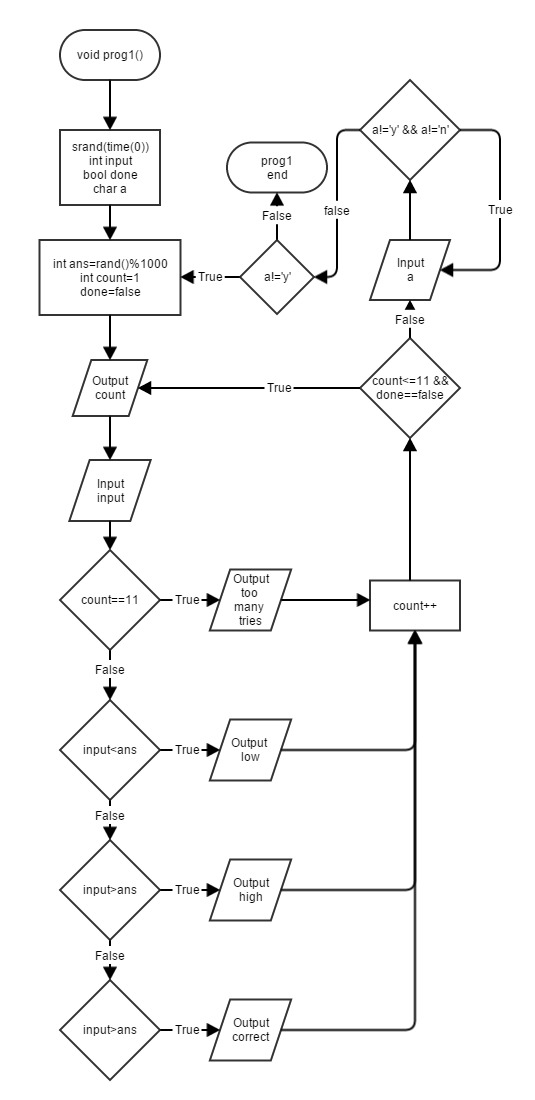 void prog1()
srand(time(0))
int input
bool done
char a
int ans=rand()%1000
int count=1
done=false
Output
count
Input
input
count==11
True
Output
too
many
tries
count++
False
input<ans
True
Output
low
False
input>ans
True
Output
high
False
input>ans
True
Output
correct
count<=11 &&
done==false
True
False
Input
a
a!='y' && a!='n'
True
false
a!='y'
True
False
prog1
end